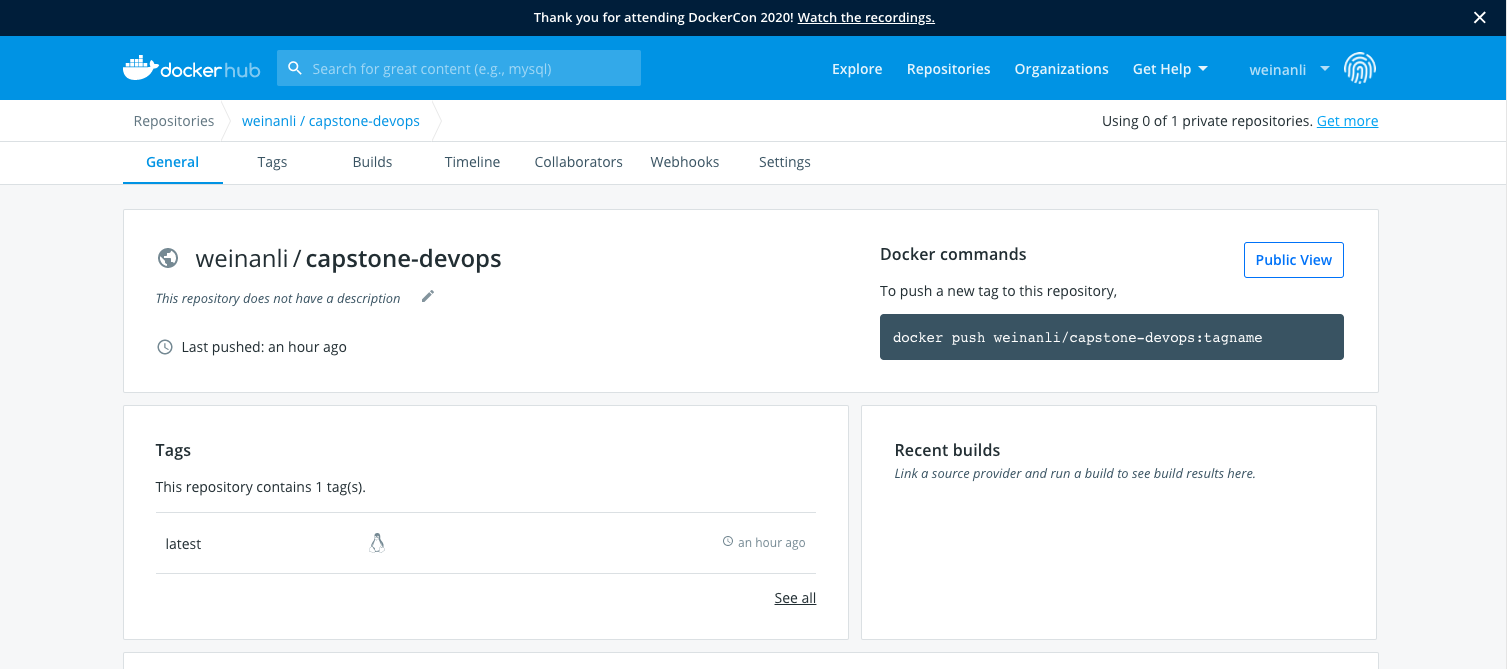 Thank you for attending DockerCon 2020! Watch the recordings.
docker hub Search for great content (e.g., mysql) Explore Repositories Organizations Get Help weinanli
Repositories weinanli / capstone-devops Using 0 of 1 private repositories. Get more
General Tags Builds Timeline Collaborators Webhooks Settings
weinanli / capstone-devops
This repository does not have a description
Last pushed: an hour ago
Docker commands
Public View
To push a new tag to this repository,
docker push weinanli/capstone-devops:tagname
Tags
This repository contains 1 tag(s).
latest an hour ago
See all
Recent builds
Link a source provider and run a build to see build results here.